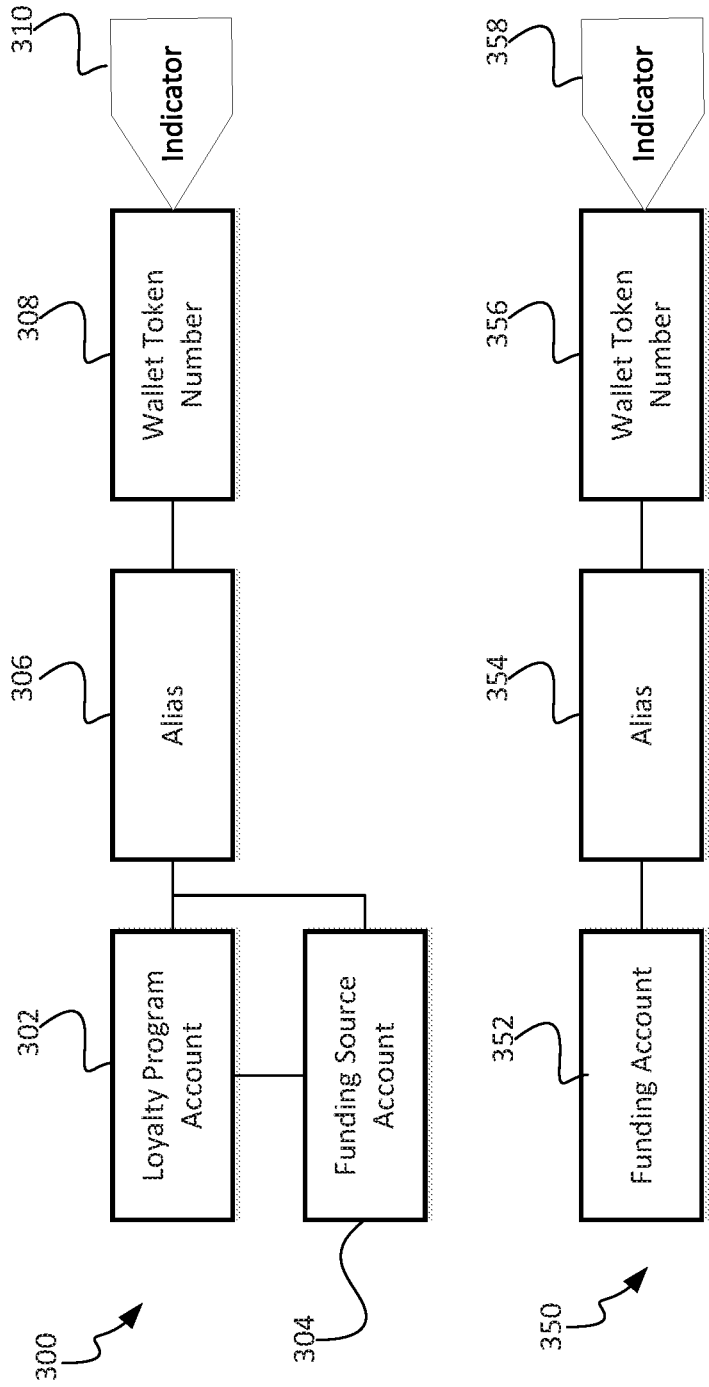 300
302
Loyalty Program
Account
304
Funding Source
Account
306
Alias
308
Wallet Token
Number
310
Indicator
350
352
Funding Account
354
Alias
356
Wallet Token
Number
358
Indicator